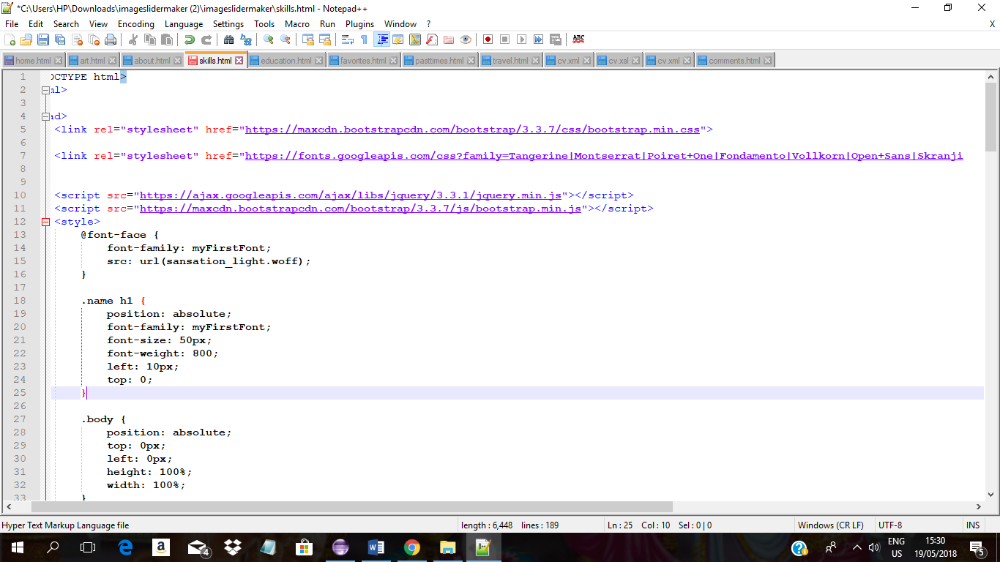 *C:\Users\HP\Downloads\imageslidermaker (2)\imageslidermaker\skills.html - Notepad++
File Edit Search View Encoding Language Settings Tools Macro Run Plugins Window ? X
home.html art.html about.html skills.html education.html favorites.html pasttimes.html travel.html cv.xml cv.xsl cv.xml comments.html
1 OCTYPE html>
2 ml>
3
4 ad>
5 <link rel="stylesheet" href="https://maxcdn.bootstrapcdn.com/bootstrap/3.3.7/css/bootstrap.min.css">
6
7 <link rel="stylesheet" href="https://fonts.googleapis.com/css?family=Tangerine|Montserrat|Poiret+One|Fondamento|Vollkorn|Open+Sans|Skranji
8
9
10 <script src="https://ajax.googleapis.com/ajax/libs/jquery/3.3.1/jquery.min.js"></script>
11 <script src="https://maxcdn.bootstrapcdn.com/bootstrap/3.3.7/js/bootstrap.min.js"></script>
12 <style>
13 @font-face {
14 font-family: myFirstFont;
15 src: url(sansation_light.woff);
16 }
17
18 .name h1 {
19 position: absolute;
20 font-family: myFirstFont;
21 font-size: 50px;
22 font-weight: 800;
23 left: 10px;
24 top: 0;
25 }
26
27 .body {
28 position: absolute;
29 top: 0px;
30 left: 0px;
31 height: 100%;
32 width: 100%;
33 }
Hyper Text Markup Language file length : 6,448 lines : 189 Ln : 25 Col : 10 Sel : 0 | 0 Windows (CR LF) UTF-8 INS
ENG 15:30
US 19/05/2018